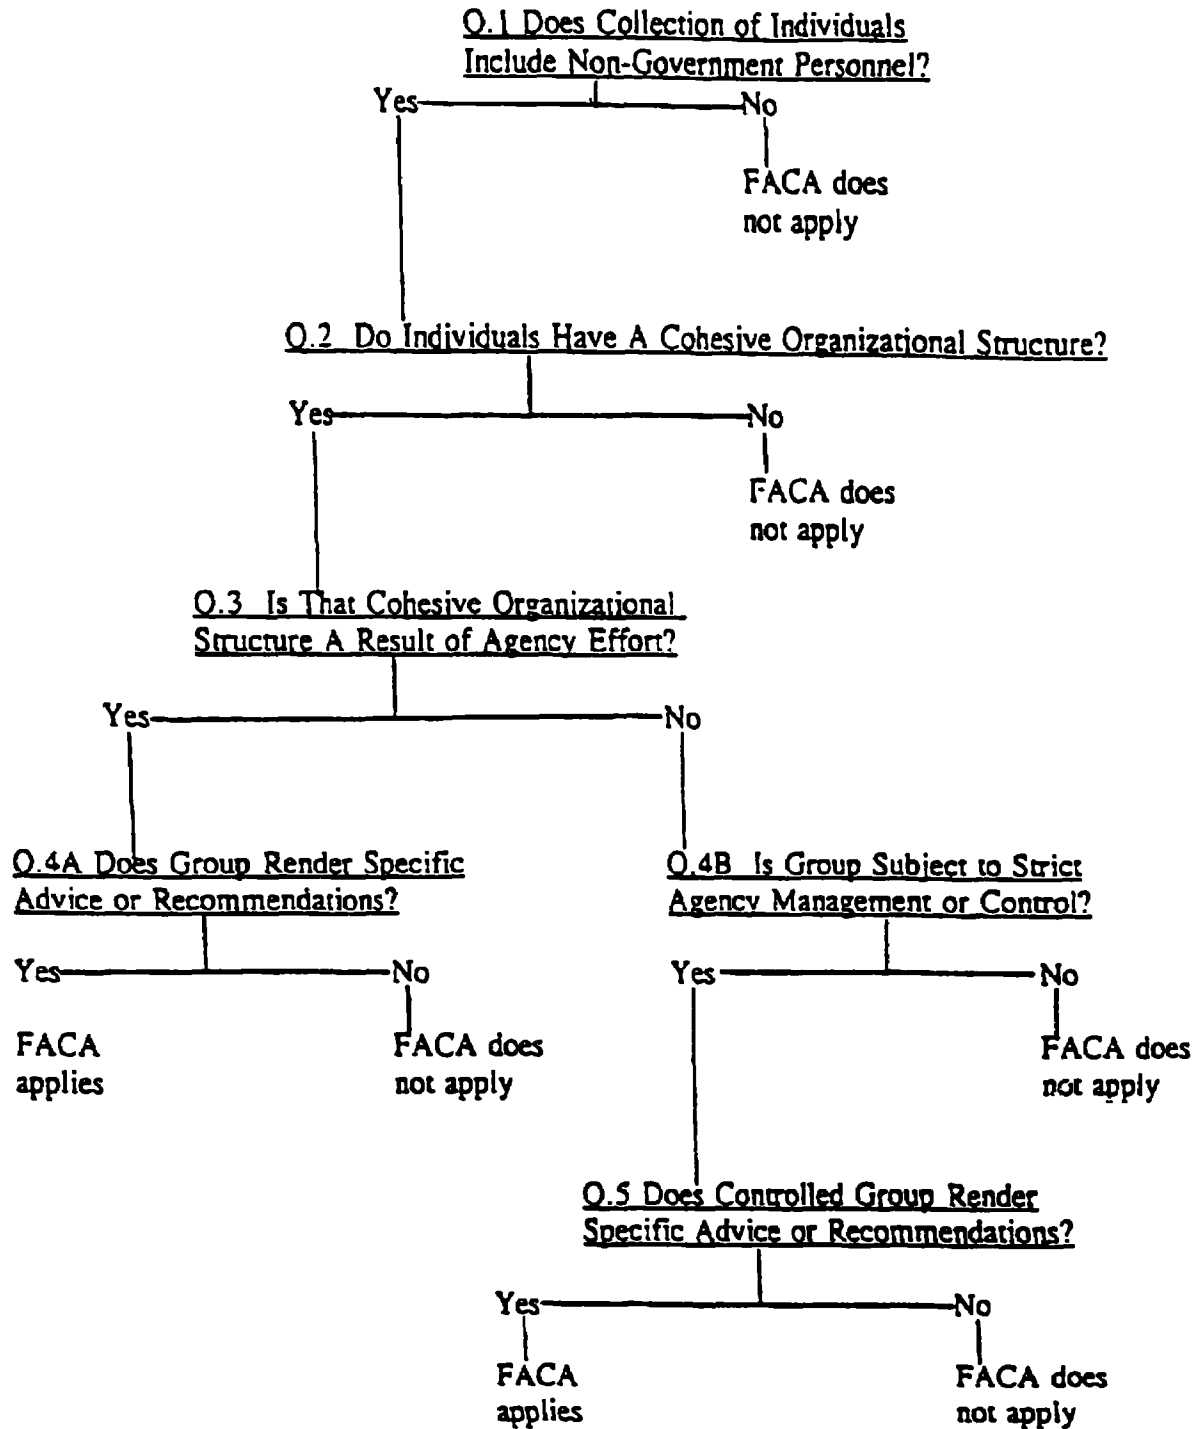 Q.1 Does Collection of Individuals
Include Non-Government Personnel?
Yes No
FACA does
not apply
Q.2 Do Individuals Have A Cohesive Organizational Structure?
Yes No
FACA does
not apply
Q.3 Is That Cohesive Organizational
Structure A Result of Agency Effort?
Yes No
Q.4A Does Group Render Specific
Advice or Recommendations?
Q.4B Is Group Subject to Strict
Agency Management or Control?
Yes No
Yes No
FACA
applies
FACA does
not apply
FACA does
not apply
Q.5 Does Controlled Group Render
Specific Advice or Recommendations?
Yes No
FACA
applies
FACA does
not apply